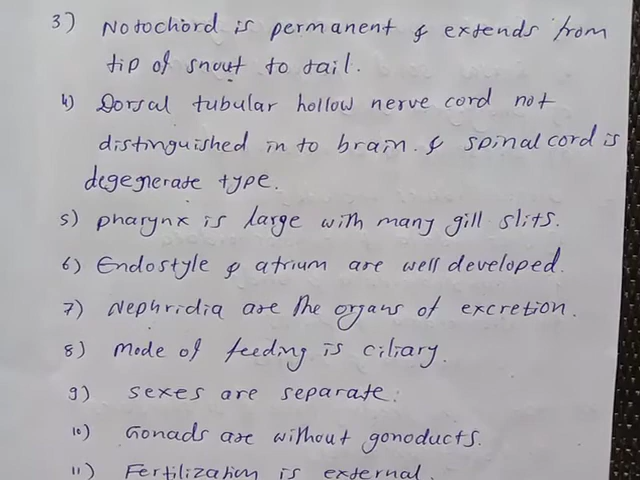 3) Notochord is permanent & extends from
tip of snout to tail.
4) Dorsal tubular hollow nerve cord not
distinguished in to brain. & spinal cord is
degenerate type.
5) pharynx is large with many gill slits.
6) Endostyle & atrium are well developed.
7) Nephridia are the organs of excretion.
8) Mode of feeding is ciliary.
9) sexes are separate.
10) Gonads are without gonoducts.
11) Fertilization is external.